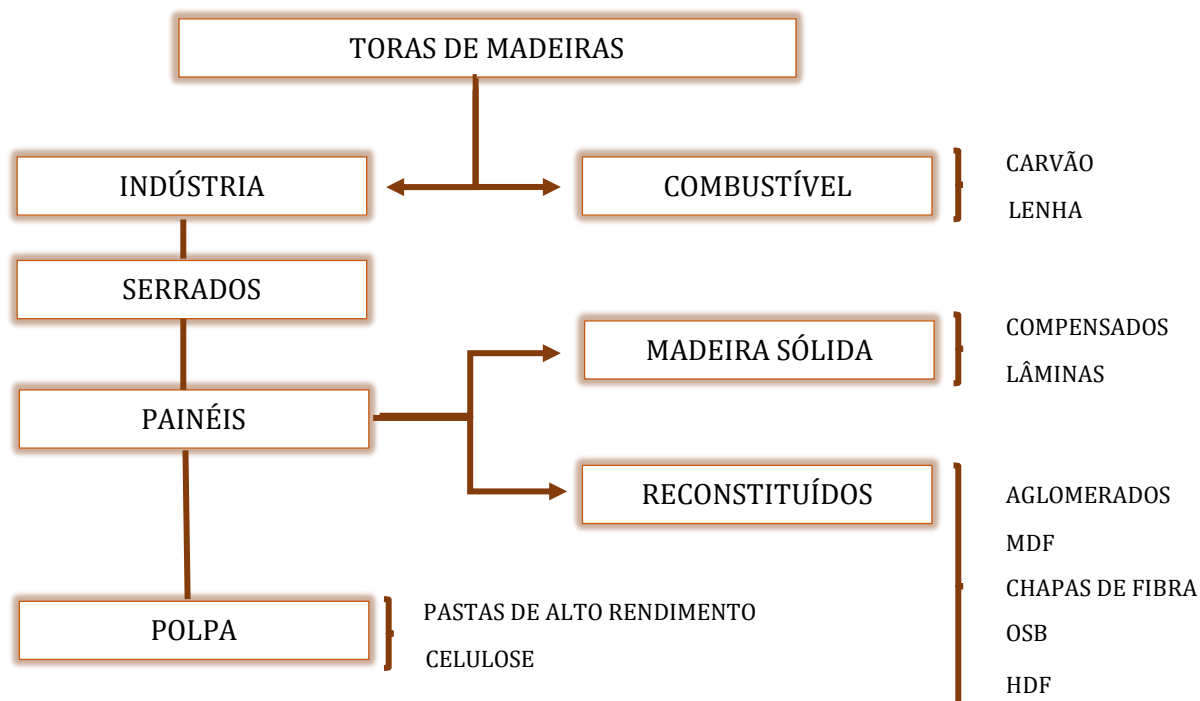 TORAS DE MADEIRAS
INDÚSTRIA
COMBUSTÍVEL
CARVÃO
LENHA
SERRADOS
MADEIRA SÓLIDA
COMPENSADOS
LÂMINAS
PAINÉIS
RECONSTITUÍDOS
AGLOMERADOS
MDF
CHAPAS DE FIBRA
OSB
HDF
POLPA
PASTAS DE ALTO RENDIMENTO
CELULOSE